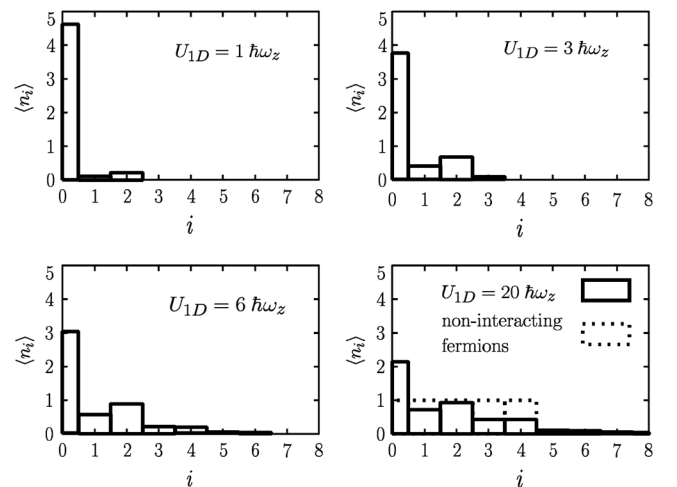 5
4
3
2
1
0
⟨n_i⟩
U_{1D} = 1 ℏω_z
0 1 2 3 4 5 6 7 8
i
5
4
3
2
1
0
⟨n_i⟩
U_{1D} = 3 ℏω_z
0 1 2 3 4 5 6 7 8
i
5
4
3
2
1
0
⟨n_i⟩
U_{1D} = 6 ℏω_z
0 1 2 3 4 5 6 7 8
i
5
4
3
2
1
0
⟨n_i⟩
U_{1D} = 20 ℏω_z
non-interacting
fermions
0 1 2 3 4 5 6 7 8
i